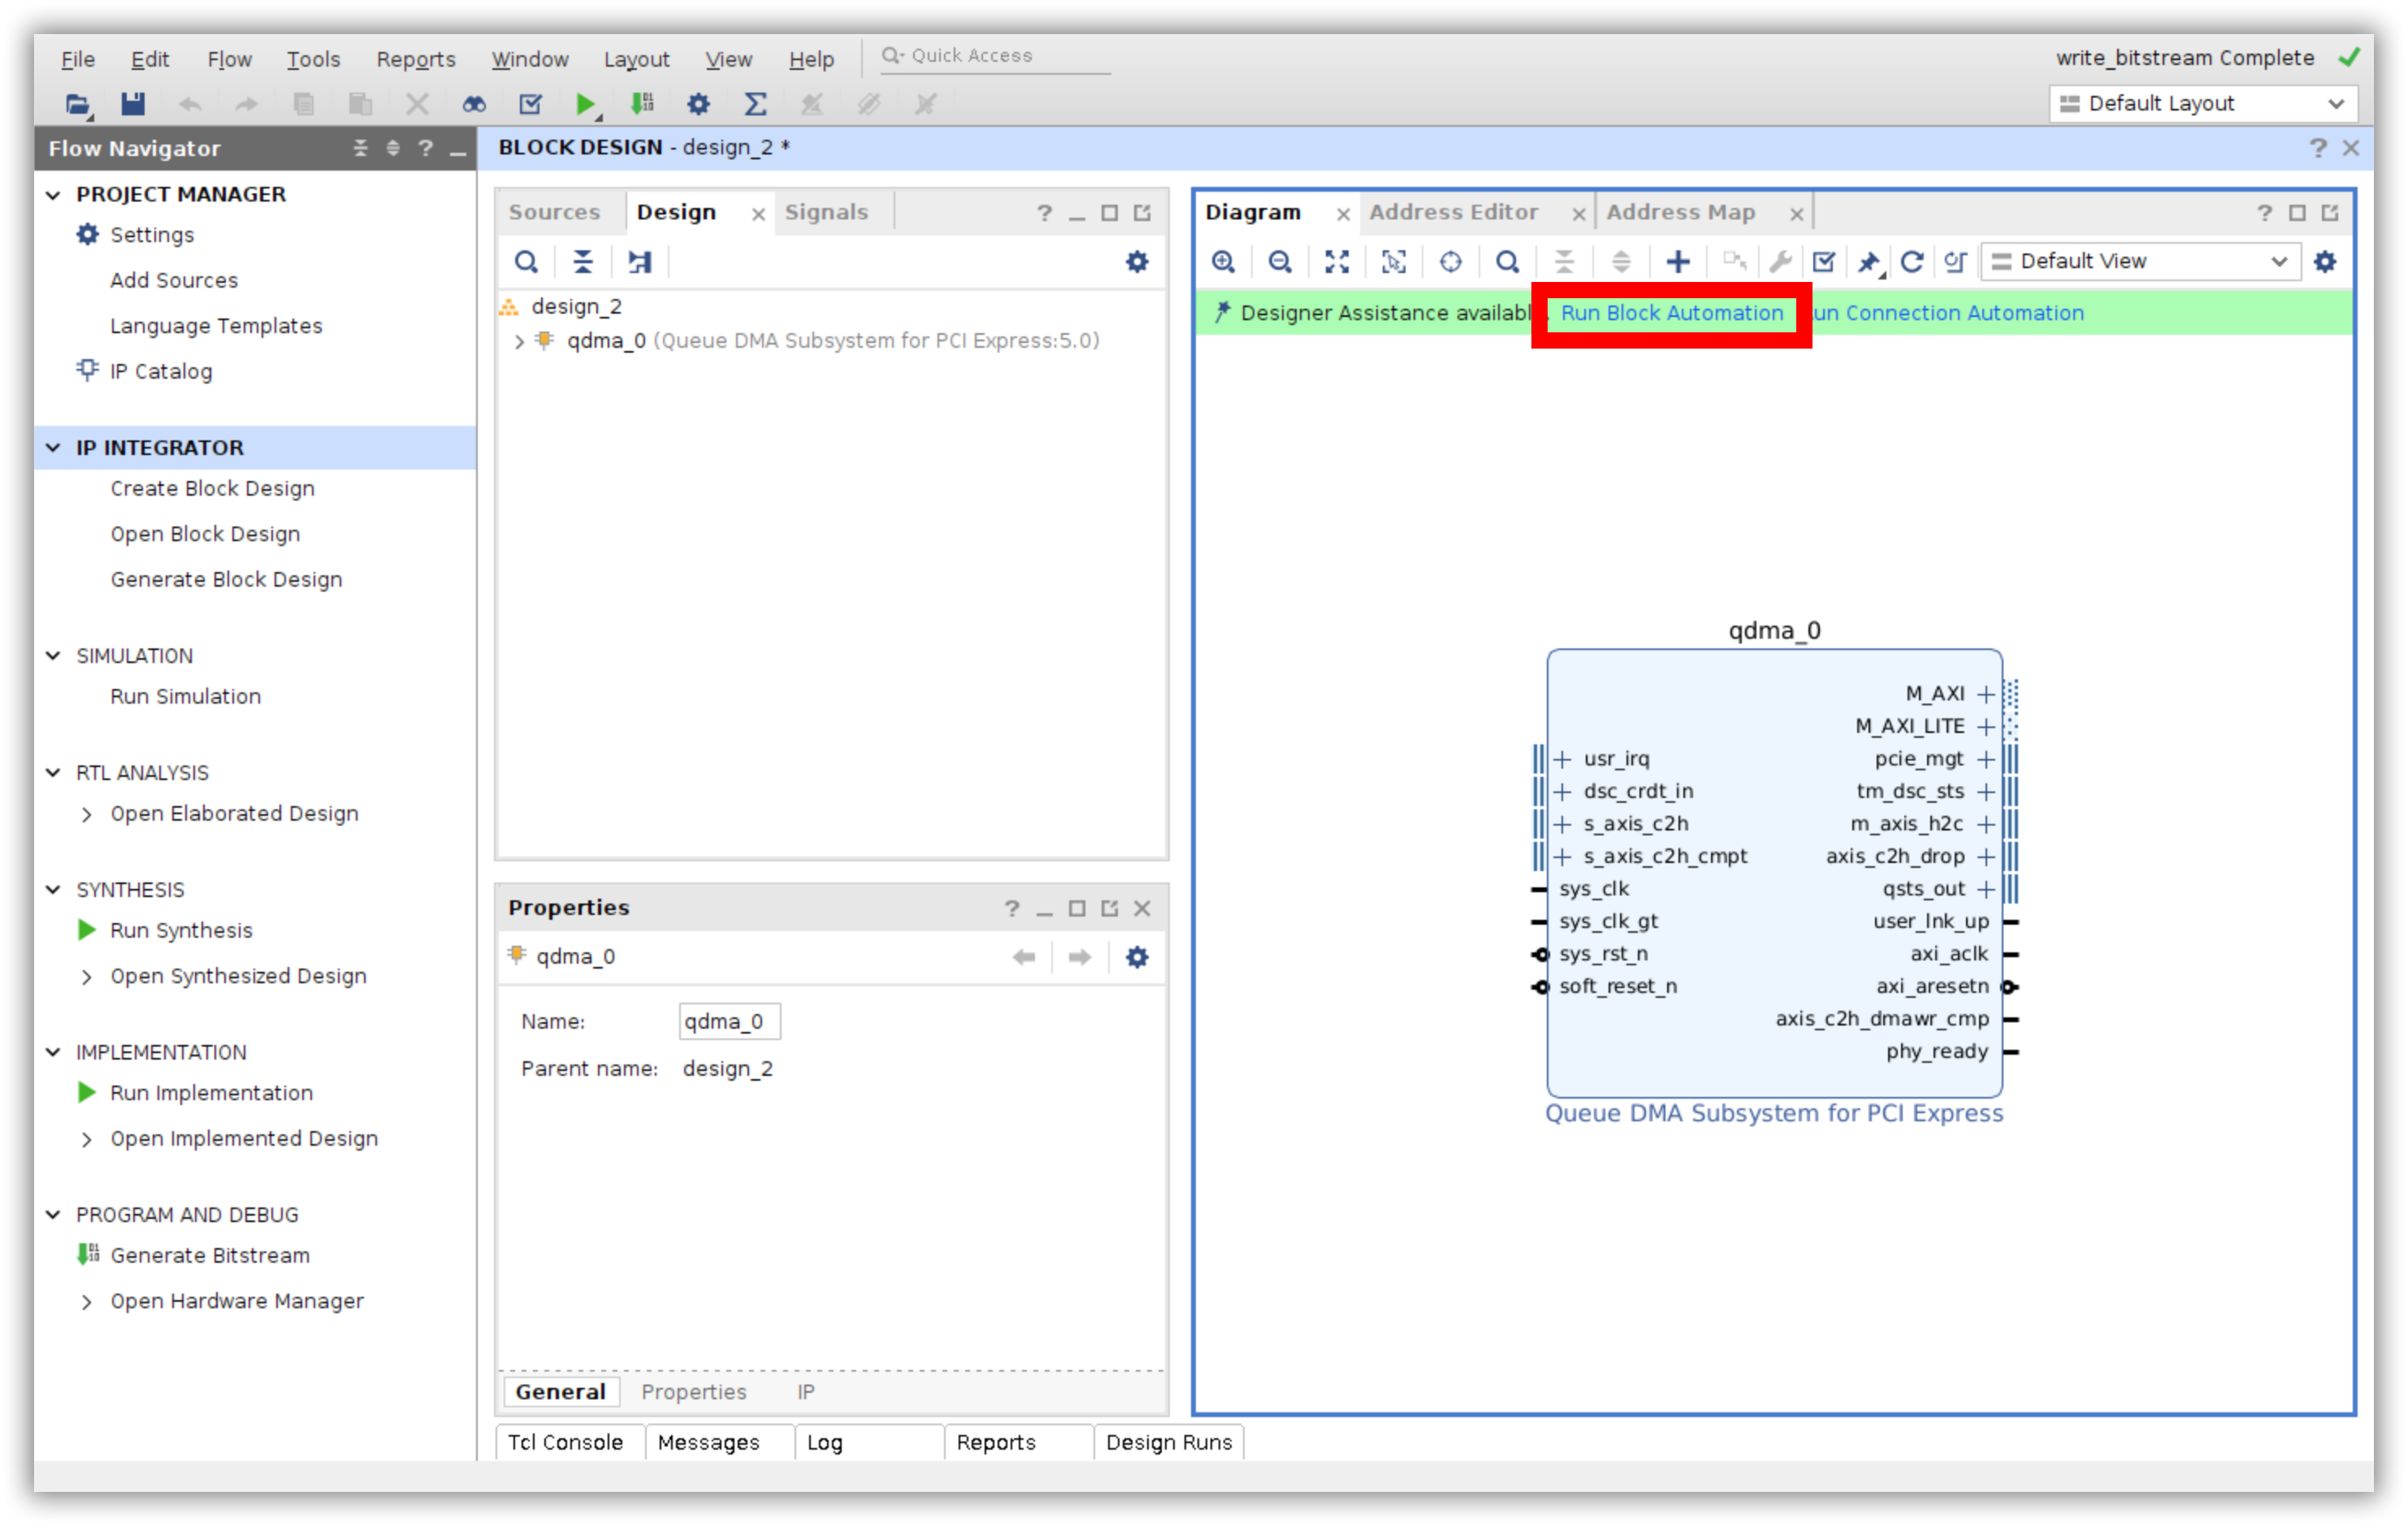 File Edit Flow Tools Reports Window Layout View Help Quick Access write_bitstream Complete
Default Layout
Flow Navigator
PROJECT MANAGER
Settings
Add Sources
Language Templates
IP Catalog
IP INTEGRATOR
Create Block Design
Open Block Design
Generate Block Design
SIMULATION
Run Simulation
RTL ANALYSIS
Open Elaborated Design
SYNTHESIS
Run Synthesis
Open Synthesized Design
IMPLEMENTATION
Run Implementation
Open Implemented Design
PROGRAM AND DEBUG
Generate Bitstream
Open Hardware Manager
BLOCK DESIGN - design_2 *
Sources Design Signals
design_2
qdma_0 (Queue DMA Subsystem for PCI Express:5.0)
Properties
qdma_0
Name: qdma_0
Parent name: design_2
General Properties IP
Diagram Address Editor Address Map
Default View
Designer Assistance availabl. Run Block Automation un Connection Automation
qdma_0
M_AXI
M_AXI_LITE
usr_irq pcie_mgt
dsc_crdt_in tm_dsc_sts
s_axis_c2h m_axis_h2c
s_axis_c2h_cmpt axis_c2h_drop
sys_clk qsts_out
sys_clk_gt user_lnk_up
sys_rst_n axi_aclk
soft_reset_n axi_aresetn
axis_c2h_dmawr_cmp
phy_ready
Queue DMA Subsystem for PCI Express
Tcl Console Messages Log Reports Design Runs